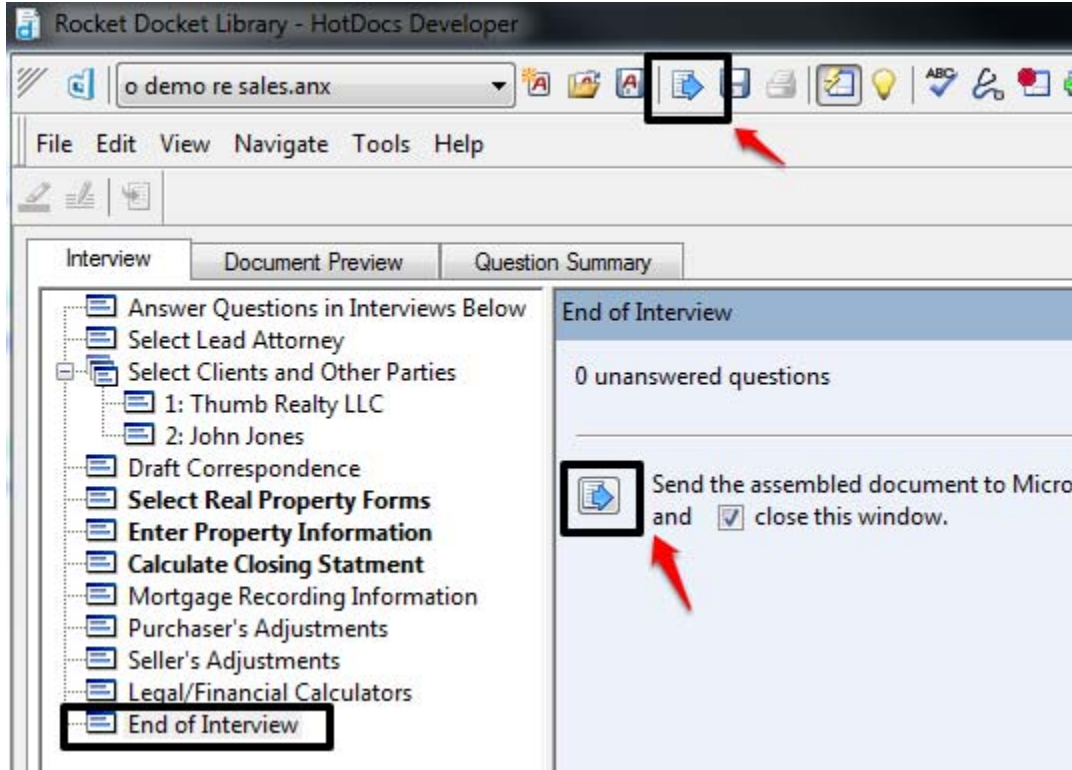 Rocket Docket Library - HotDocs Developer
o demo re sales.anx
ABC
File Edit View Navigate Tools Help
Interview Document Preview Question Summary
Answer Questions in Interviews Below
Select Lead Attorney
Select Clients and Other Parties
1: Thumb Realty LLC
2: John Jones
Draft Correspondence
Select Real Property Forms
Enter Property Information
Calculate Closing Statment
Mortgage Recording Information
Purchaser's Adjustments
Seller's Adjustments
Legal/Financial Calculators
End of Interview
End of Interview
0 unanswered questions
Send the assembled document to Micro
and close this window.